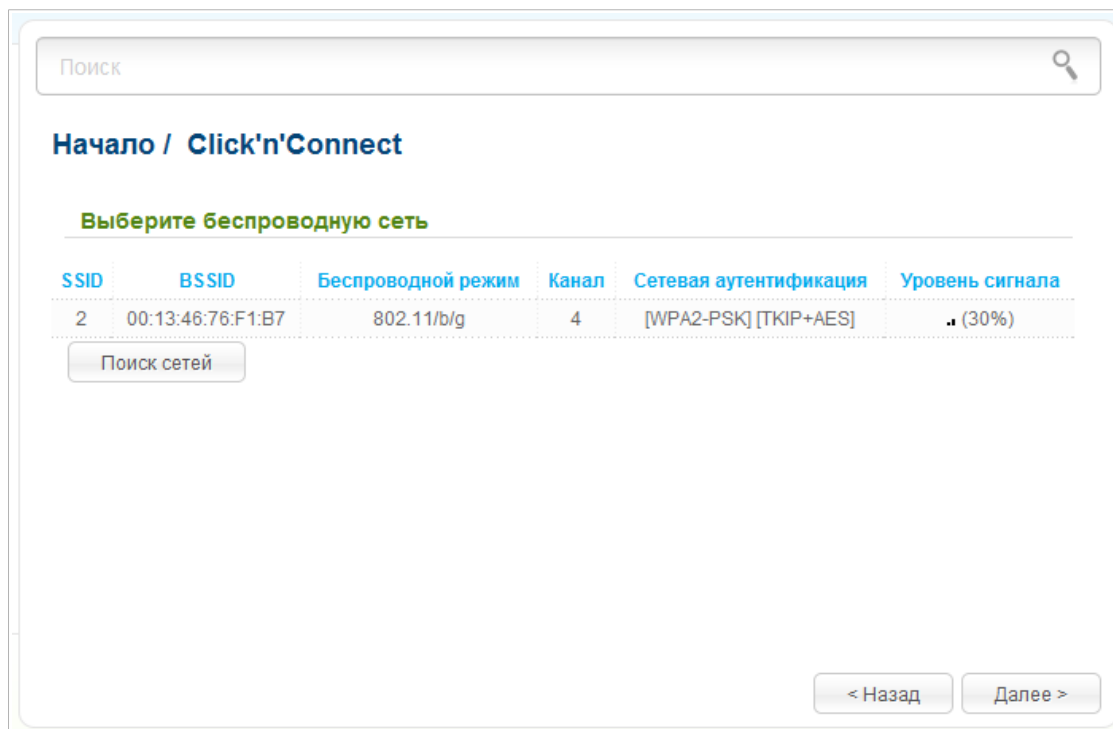 Поиск
Начало / Click'n'Connect
Выберите беспроводную сеть
SSID BSSID Беспроводной режим Канал Сетевая аутентификация Уровень сигнала
2 00:13:46:76:F1:B7 802.11/b/g 4 [WPA2-PSK] [TKIP+AES] (30%)
Поиск сетей
< Назад Далее >